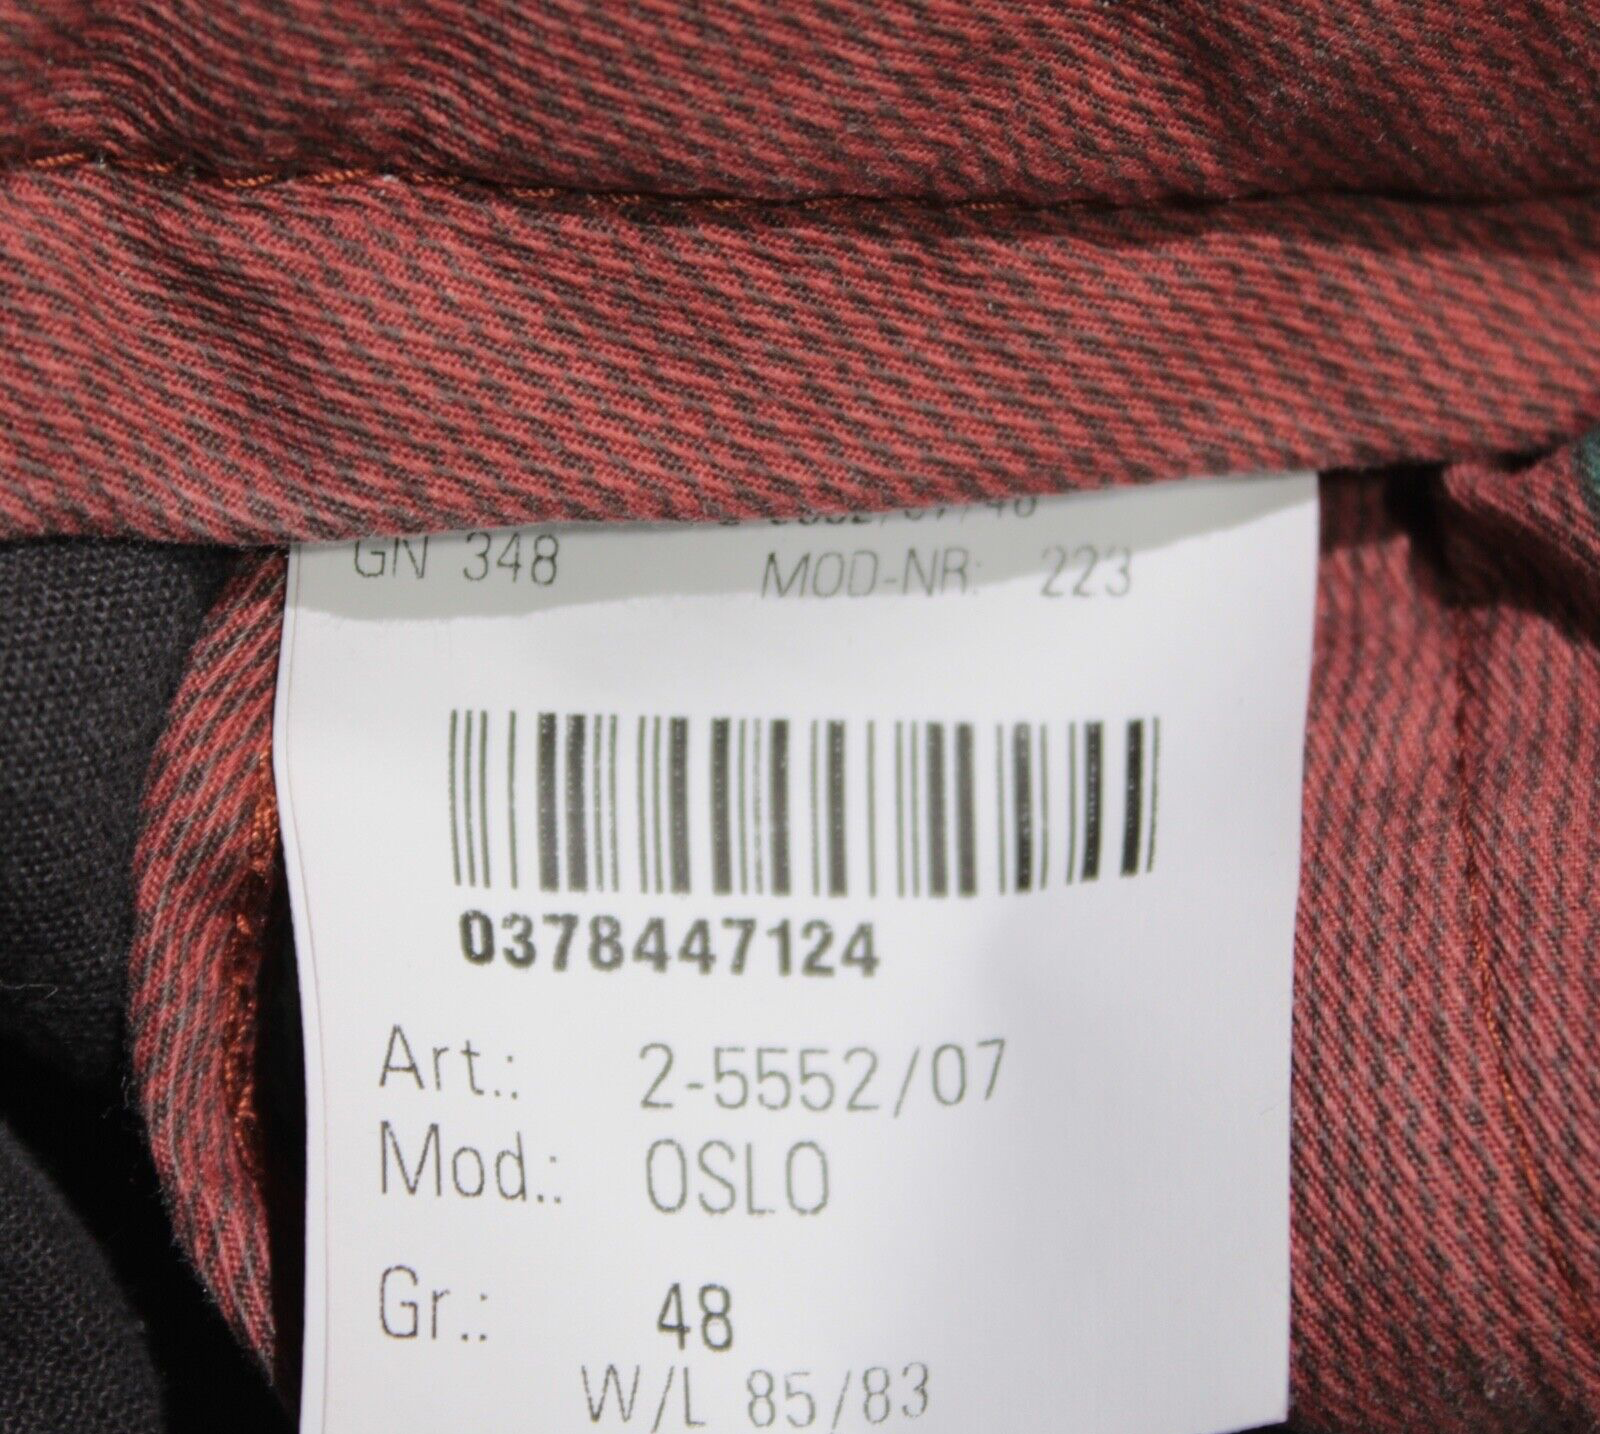 GN 348 MOD-NR: 223
0378447124
Art.: 2-5552/07
Mod.: OSLO
Gr.: 48
W/L 85/83